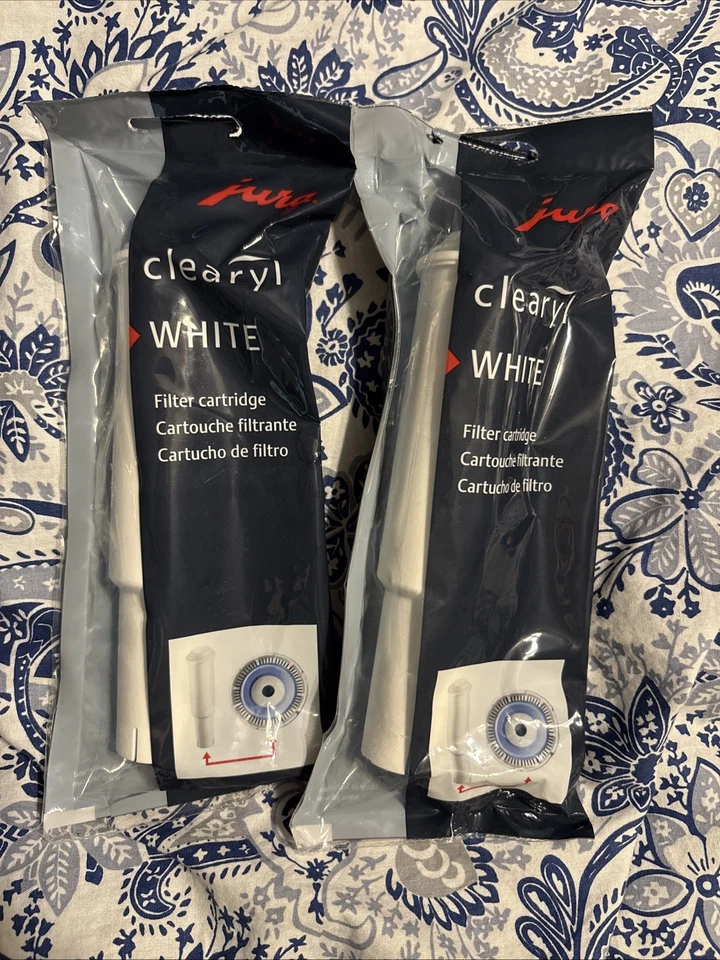 jura
clearyl
WHITE
Filter cartridge
Cartouche filtrante
Cartucho de filtro
jura
clearyl
WHITE
Filter cartridge
Cartouche filtrante
Cartucho de filtro